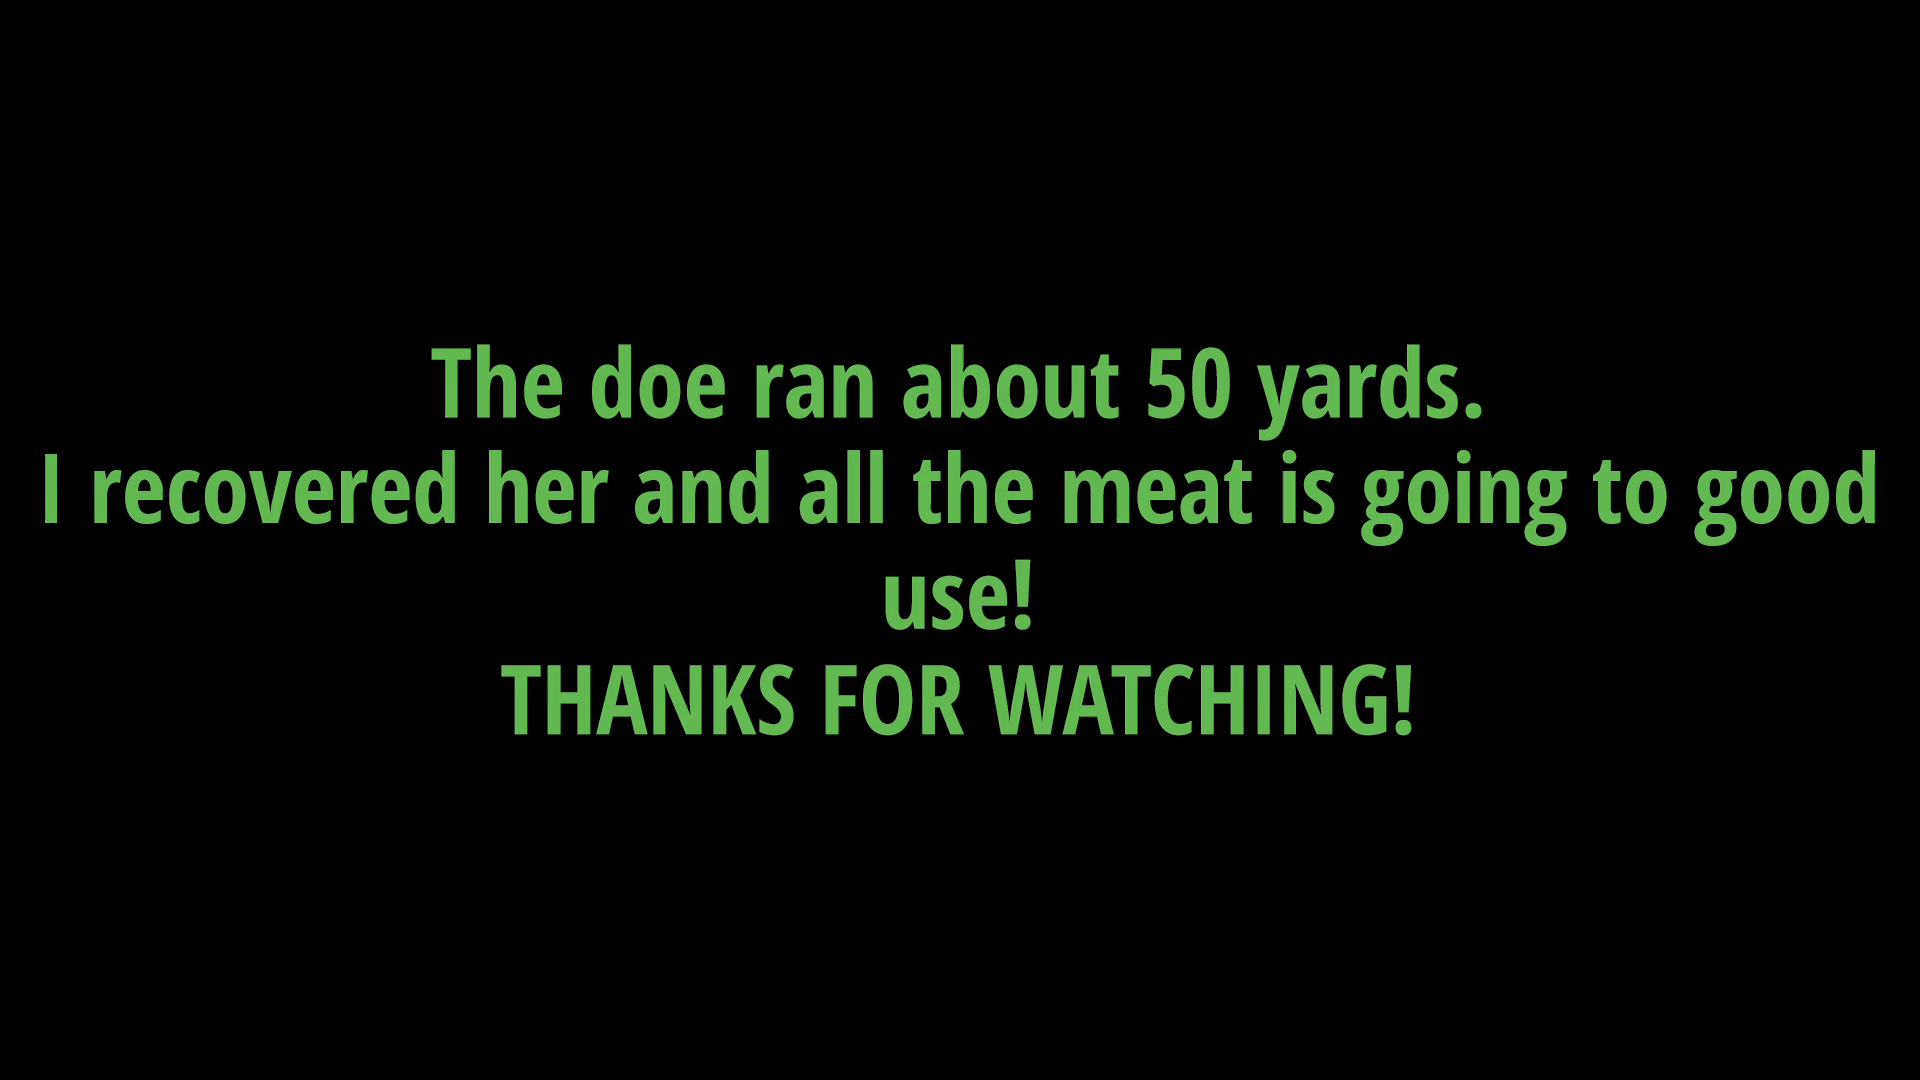 The doe ran about 50 yards.
I recovered her and all the meat is going to good
use!
THANKS FOR WATCHING!